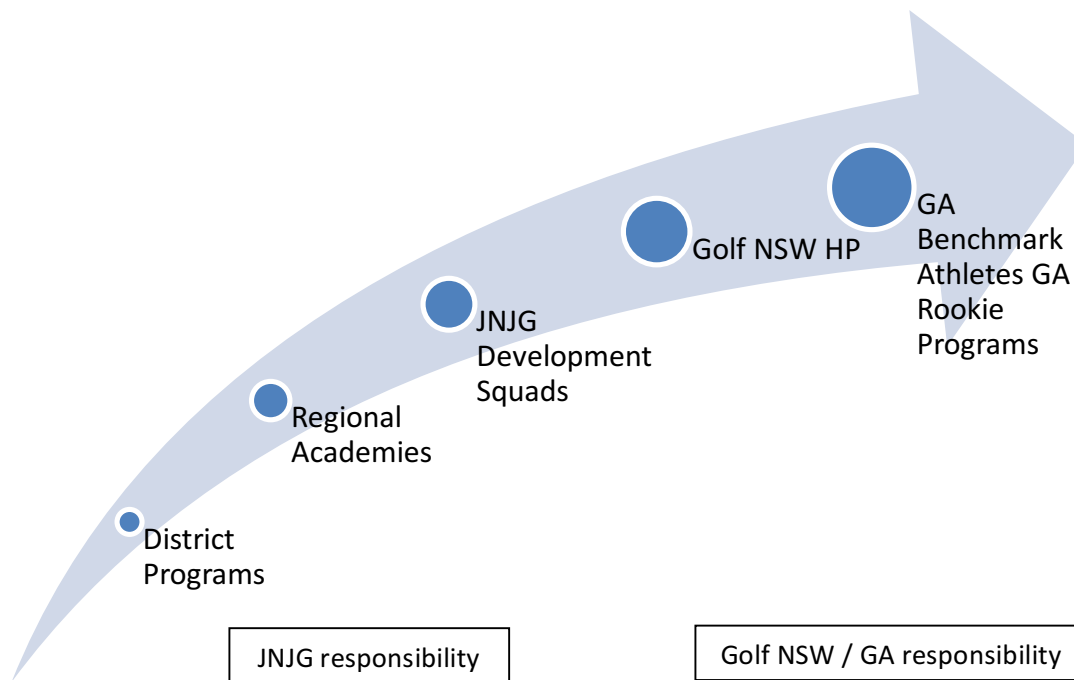 District
Programs
Regional
Academies
JNJG
Development
Squads
Golf NSW HP
GA
Benchmark
Athletes GA
Rookie
Programs
JNJG responsibility
Golf NSW / GA responsibility